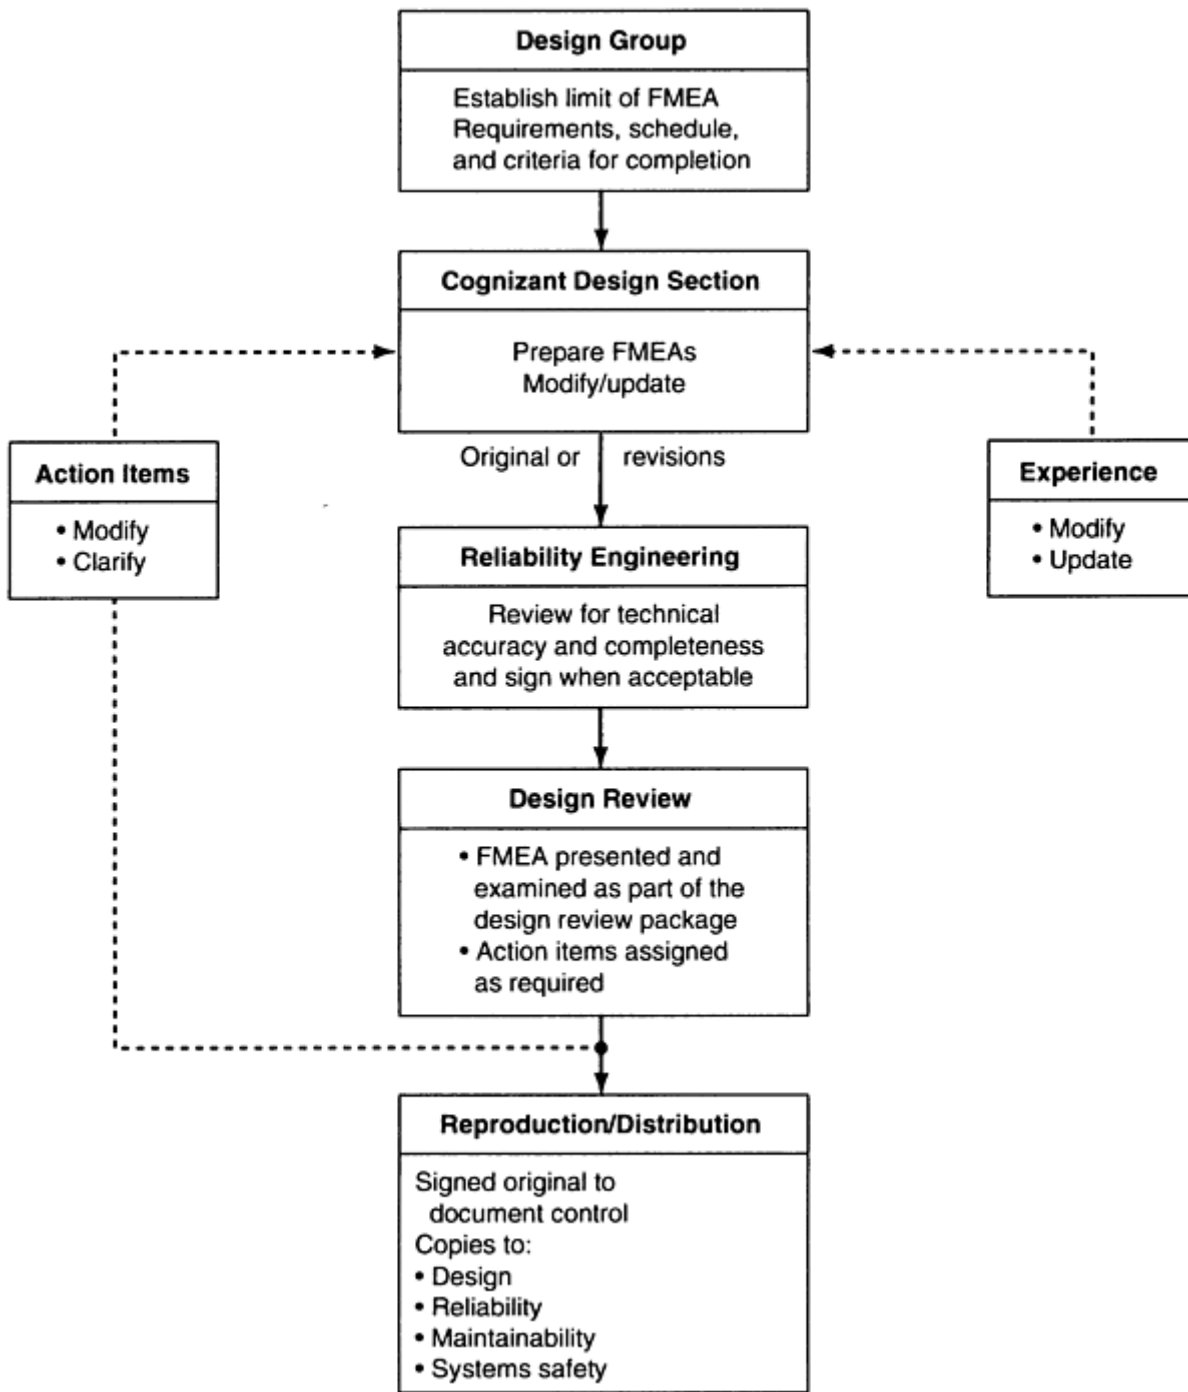 Design Group
Establish limit of FMEA
Requirements, schedule,
and criteria for completion
Cognizant Design Section
Prepare FMEAs
Modify/update
Original or revisions
Action Items
• Modify
• Clarify
Experience
• Modify
• Update
Reliability Engineering
Review for technical
accuracy and completeness
and sign when acceptable
Design Review
• FMEA presented and
examined as part of the
design review package
• Action items assigned
as required
Reproduction/Distribution
Signed original to
document control
Copies to:
• Design
• Reliability
• Maintainability
• Systems safety